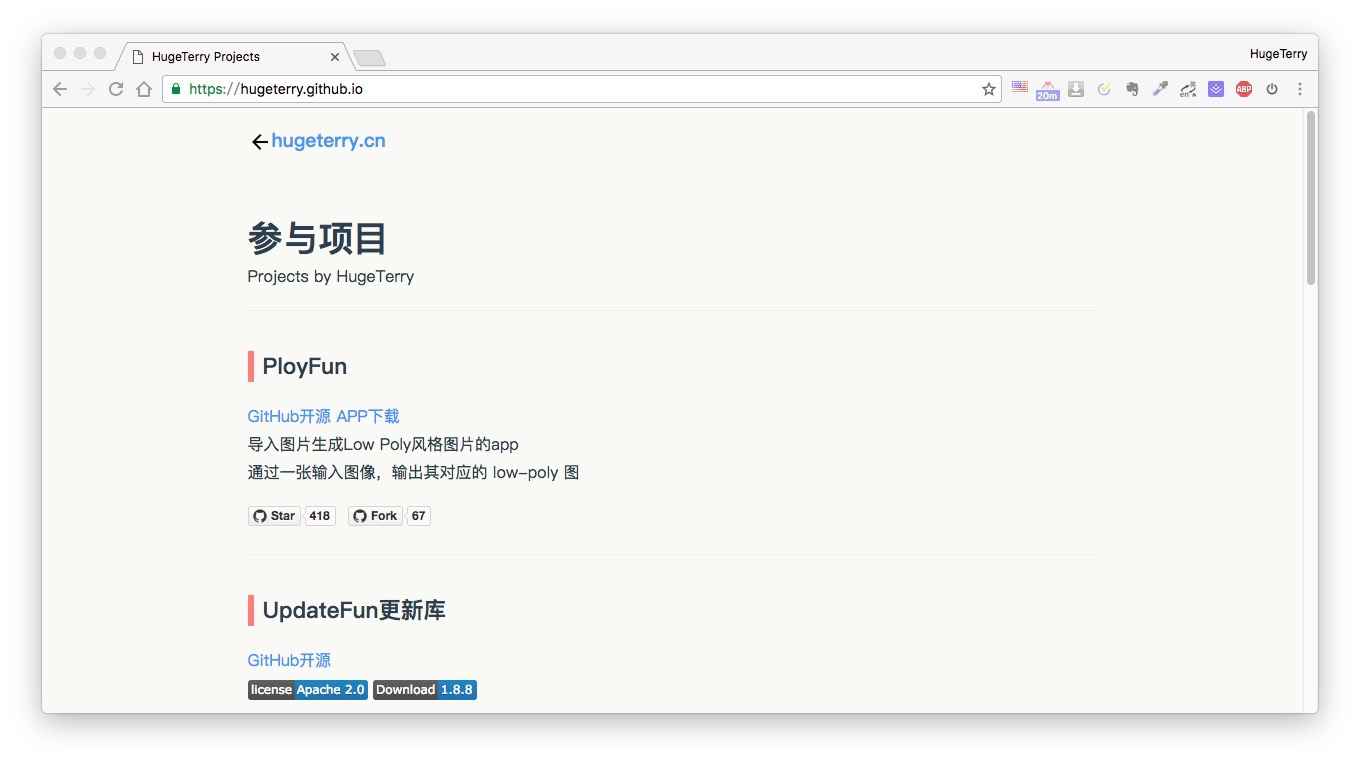 HugeTerry Projects
HugeTerry
https://hugeterry.github.io
20m
en
ABP
←hugeterry.cn
参与项目
Projects by HugeTerry
PloyFun
GitHub开源 APP下载
导入图片生成Low Poly风格图片的app
通过一张输入图像，输出其对应的 low-poly 图
Star 418 Fork 67
UpdateFun更新库
GitHub开源
license Apache 2.0 Download 1.8.8